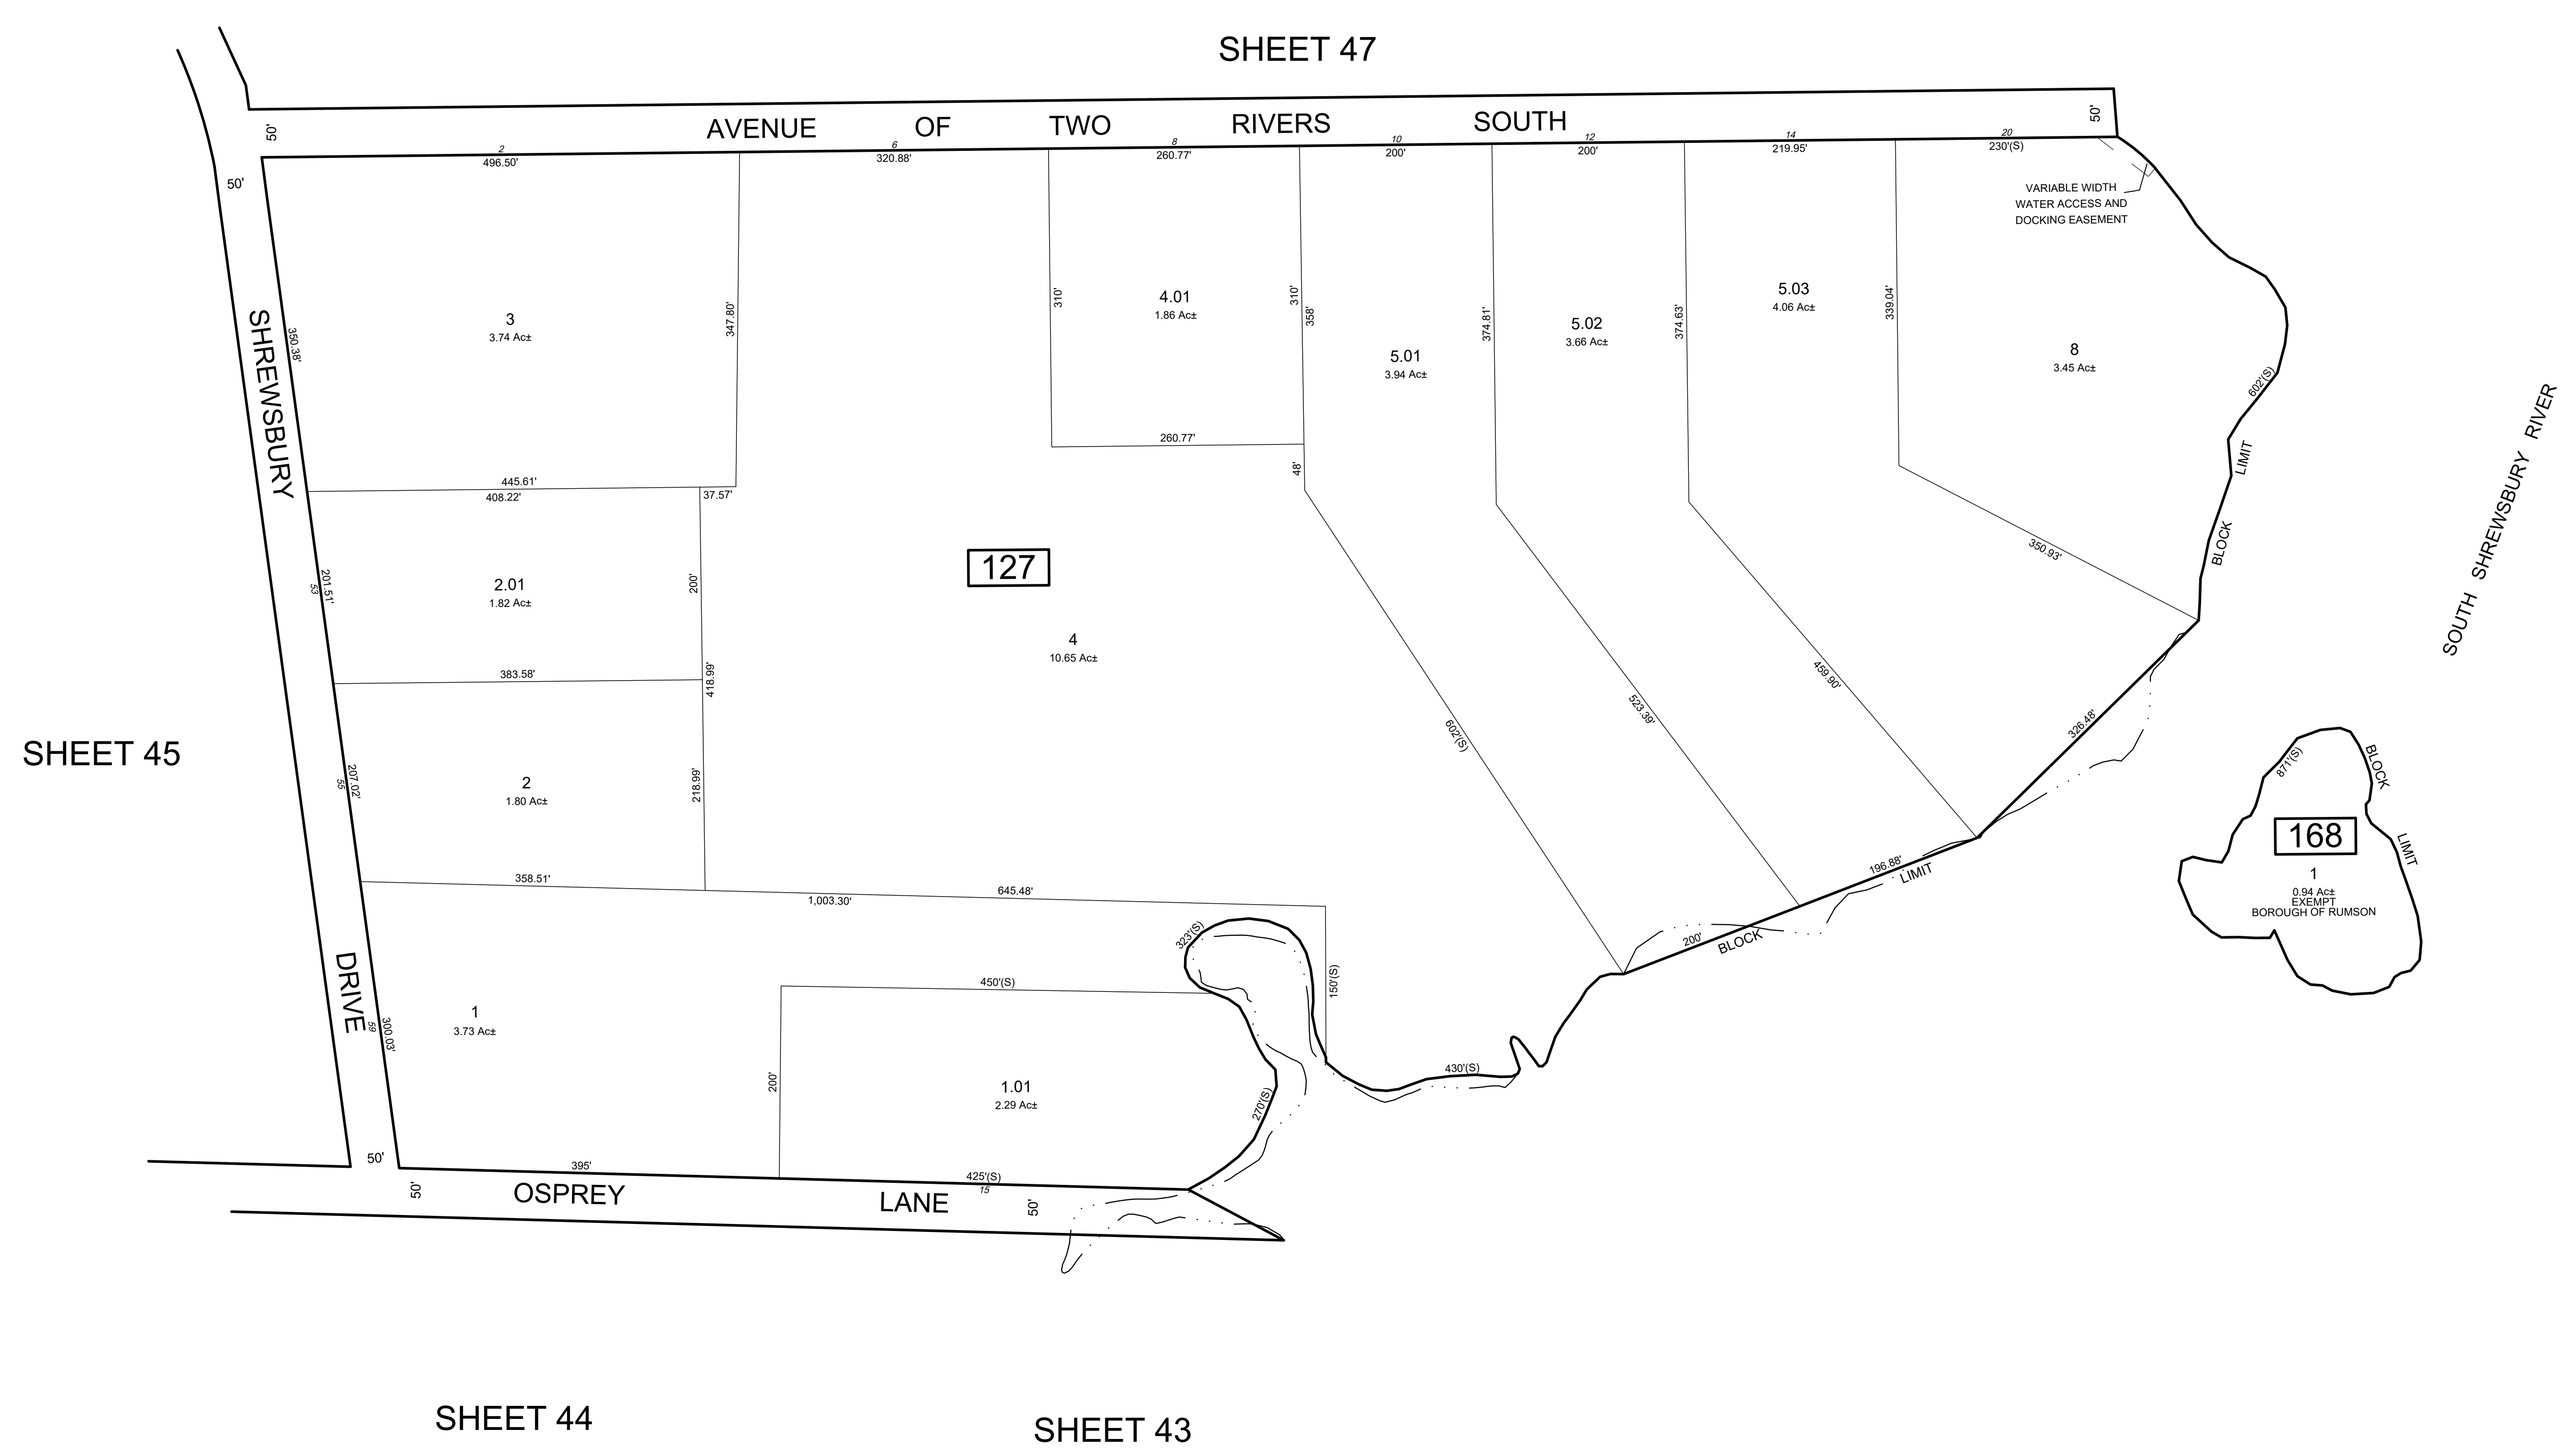 SHEET 47
50'
AVENUE OF TWO RIVERS SOUTH
50'
2
6
8
10
12
14
20
496.50'
320.88'
260.77'
200'
200'
219.95'
230'(S)
50'
VARIABLE WIDTH
WATER ACCESS AND
DOCKING EASEMENT
SHREWSBURY
350.38'
3
3.74 Ac±
347.80'
310'
4.01
1.86 Ac±
310'
358'
5.01
3.94 Ac±
374.81'
5.02
3.66 Ac±
374.63'
5.03
4.06 Ac±
339.04'
8
3.45 Ac±
602'(S)
LIMIT
BLOCK
SOUTH SHREWSBURY RIVER
260.77'
48'
445.61'
408.22'
37.57'
350.93'
201.51'
53
2.01
1.82 Ac±
200'
127
4
10.65 Ac±
383.58'
418.99'
602'(S)
523.39'
459.90'
326.48'
SHEET 45
207.02'
55
2
1.80 Ac±
218.99'
871'(S)
BLOCK
168
LIMIT
1
0.94 Ac±
EXEMPT
BOROUGH OF RUMSON
358.51'
645.48'
1,003.30'
196.88'
LIMIT
200'
BLOCK
323'(S)
150'(S)
DRIVE
59
300.03'
1
3.73 Ac±
450'(S)
200'
1.01
2.29 Ac±
270'(S)
430'(S)
50'
395'
425'(S)
15
50'
OSPREY LANE
50'
SHEET 44
SHEET 43